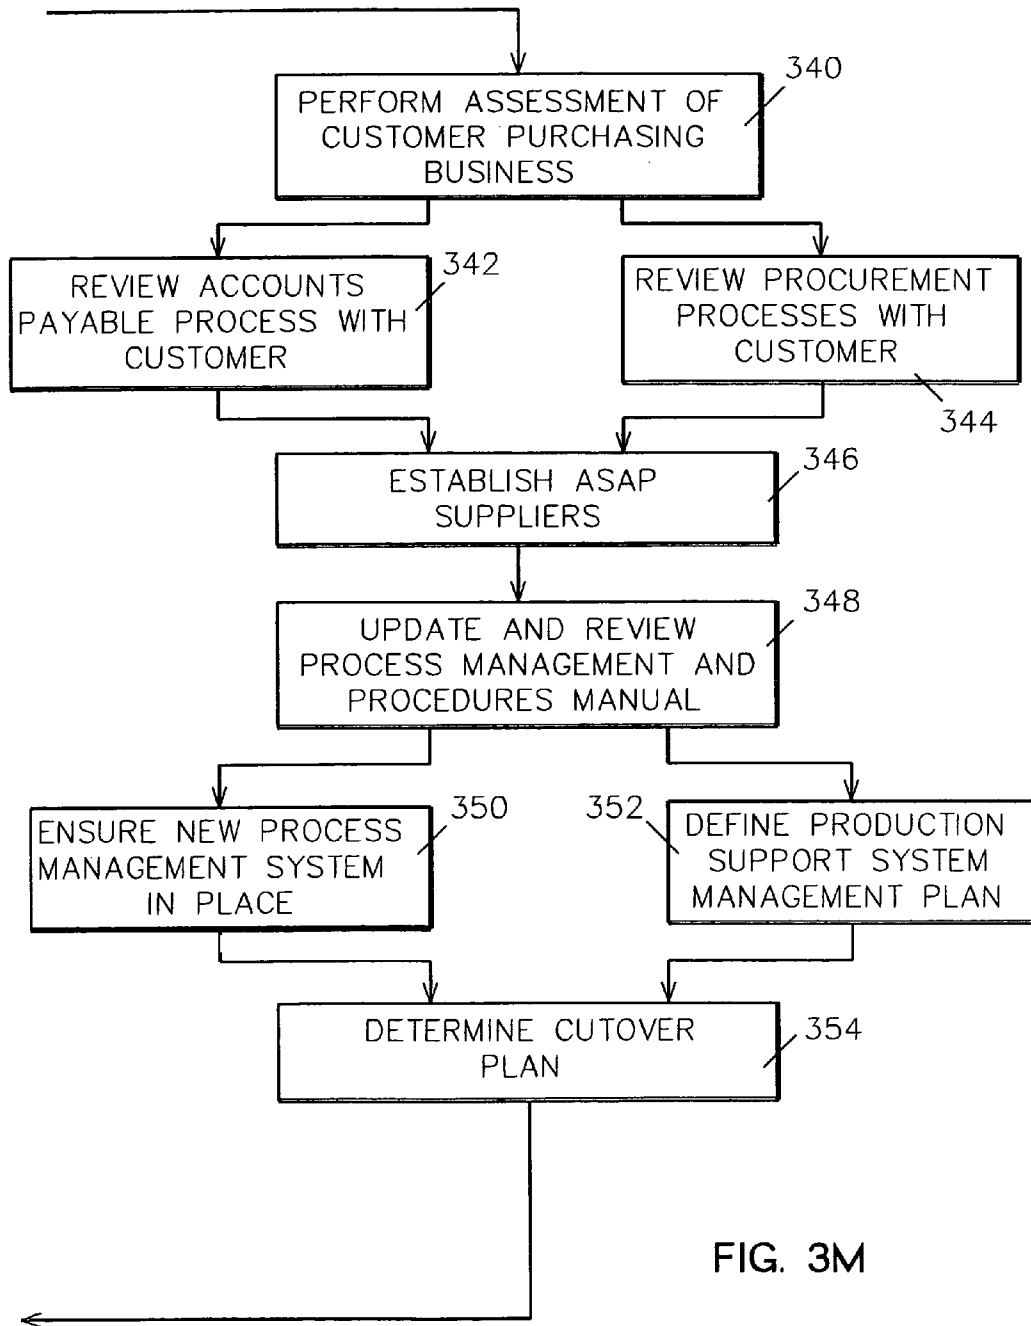 340
PERFORM ASSESSMENT OF
CUSTOMER PURCHASING
BUSINESS
342
REVIEW ACCOUNTS
PAYABLE PROCESS WITH
CUSTOMER
REVIEW PROCUREMENT
PROCESSES WITH
CUSTOMER
344
346
ESTABLISH ASAP
SUPPLIERS
348
UPDATE AND REVIEW
PROCESS MANAGEMENT AND
PROCEDURES MANUAL
350
ENSURE NEW PROCESS
MANAGEMENT SYSTEM
IN PLACE
352
DEFINE PRODUCTION
SUPPORT SYSTEM
MANAGEMENT PLAN
354
DETERMINE CUTOVER
PLAN
FIG. 3M